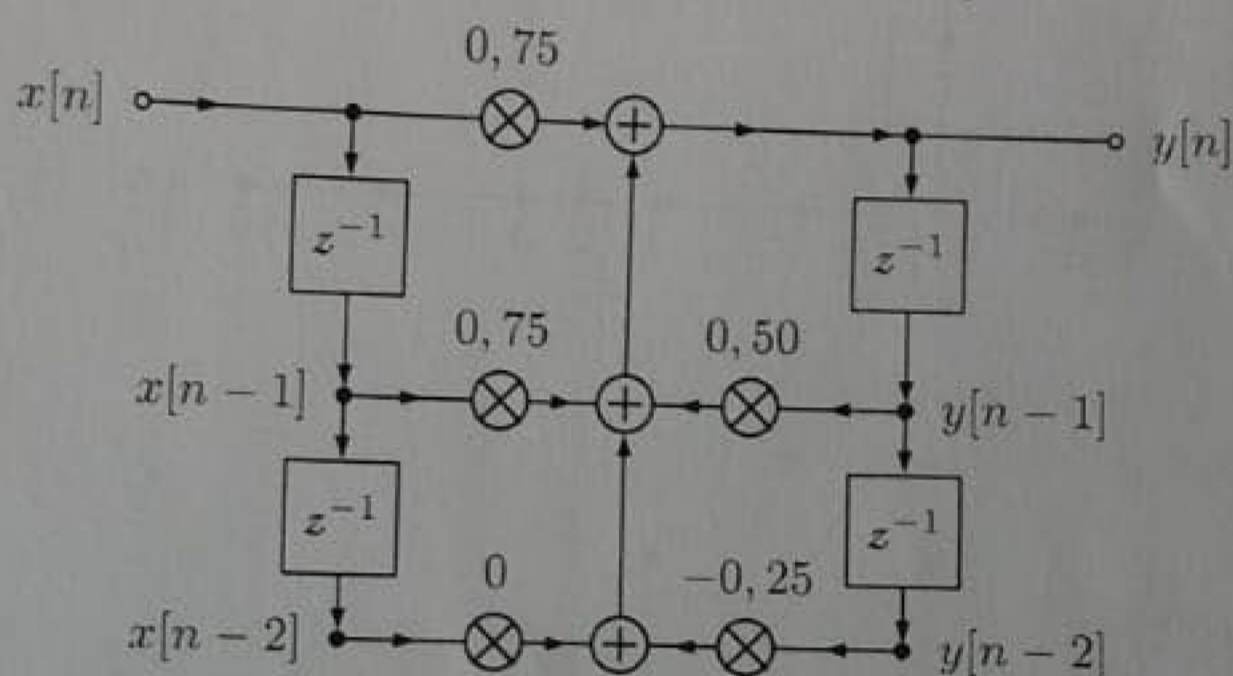 0,75
x[n] y[n]
z⁻¹ z⁻¹
0,75 0,50
x[n − 1] y[n − 1]
z⁻¹ z⁻¹
0 −0,25
x[n − 2] y[n − 2]